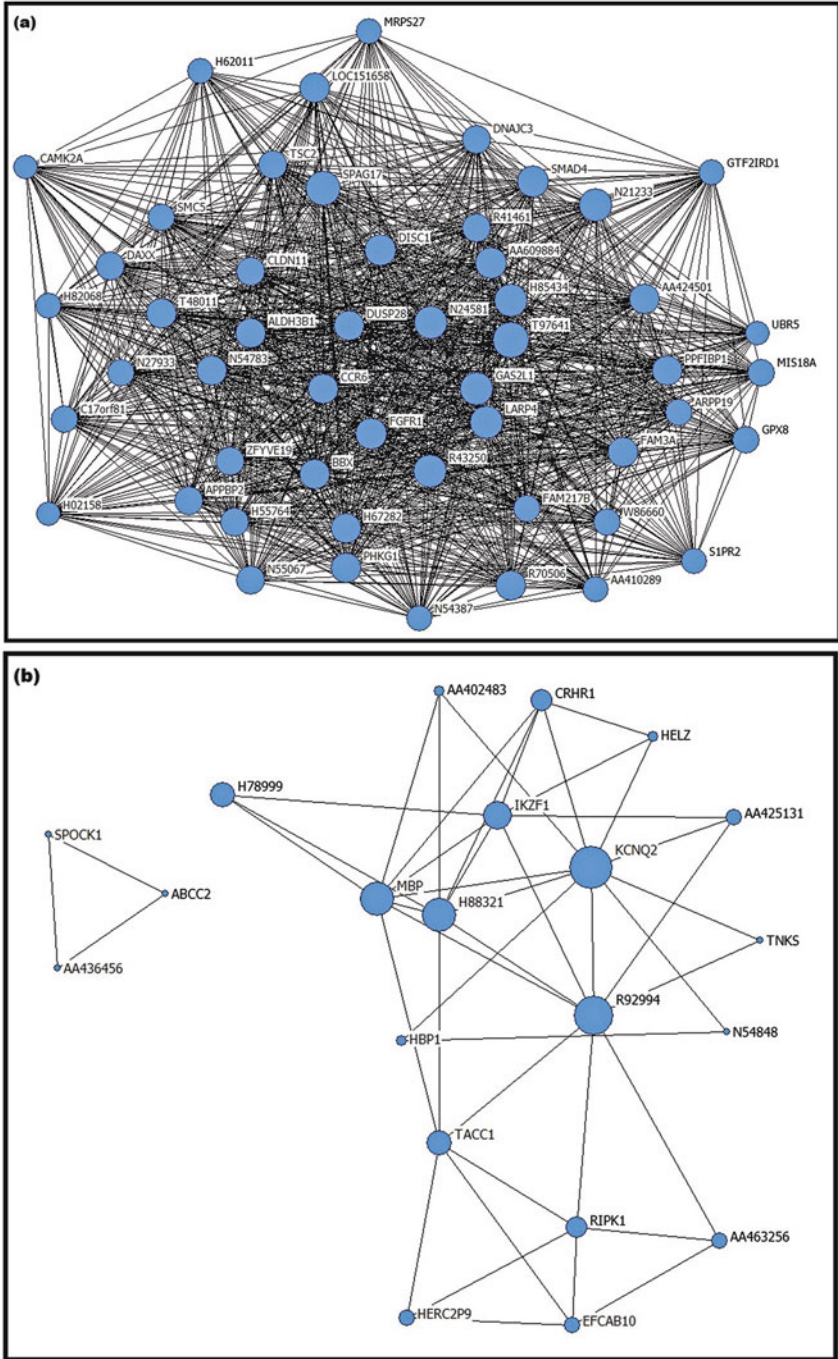 (a)
MRPS27
H62011
LOC151658
DNAJC3
CAMK2A
TSC2
SPAG17
SMAD4
GTF2IRD1
N21233
SMC5
R41461
DISC1
AA609884
DAXX
CLDN11
H85434
AA424501
H82068
T48011
DUSP28
N24581
ALDH3B1
T97641
UBR5
N27933
N54783
PPFIBP1
MIS18A
CCR6
GAS2L1
C17orf81
LARP4
ARPP19
FGFR1
GPX8
ZFYVE19
BBX
R43250
FAM3A
APPBP2
FAM217B
H02158
H55764
H67282
W86660
PHKG1
S1PR2
N55067
R70506
AA410289
N54387
(b)
AA402483
CRHR1
HELZ
H78999
IKZF1
AA425131
SPOCK1
KCNQ2
MBP
ABCC2
H88321
TNKS
AA436456
R92994
HBP1
N54848
TACC1
RIPK1
AA463256
HERC2P9
EFCAB10